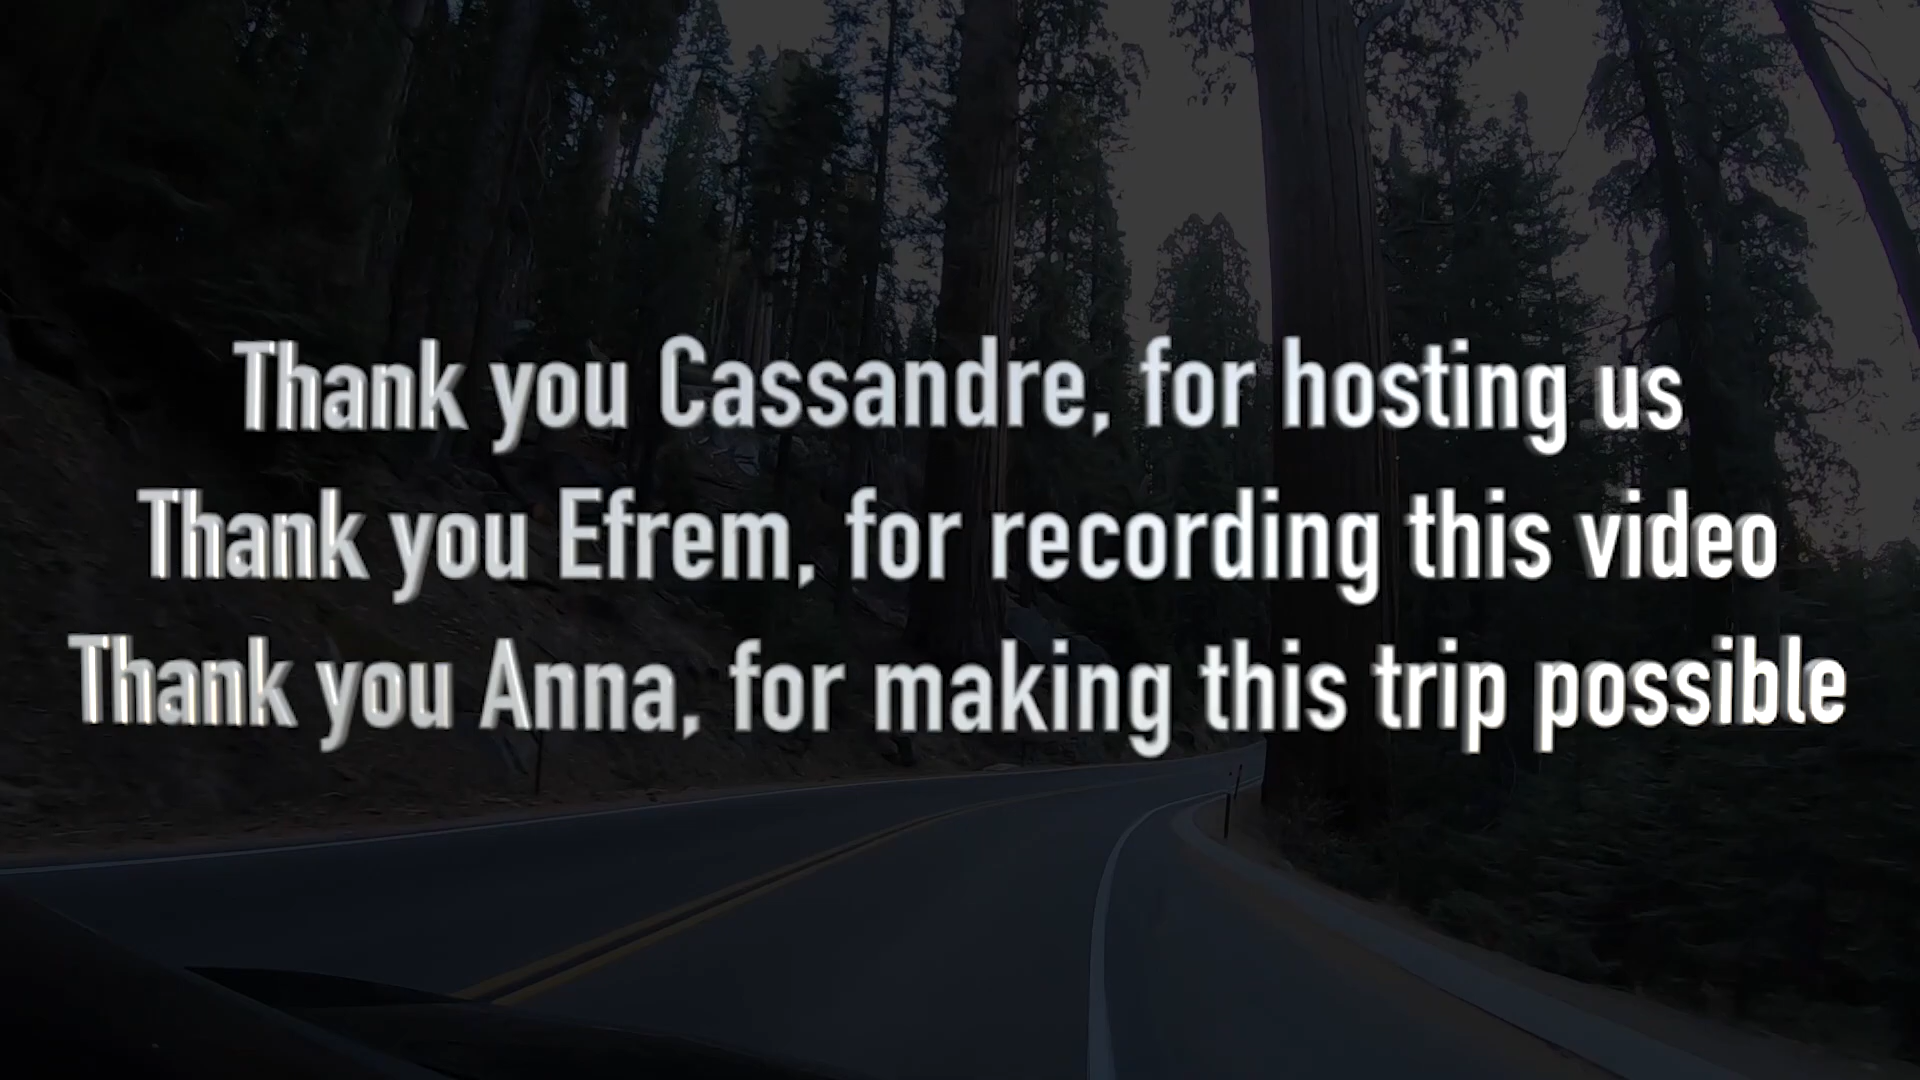 Thank you Cassandre, for hosting us
Thank you Efrem, for recording this video
Thank you Anna, for making this trip possible